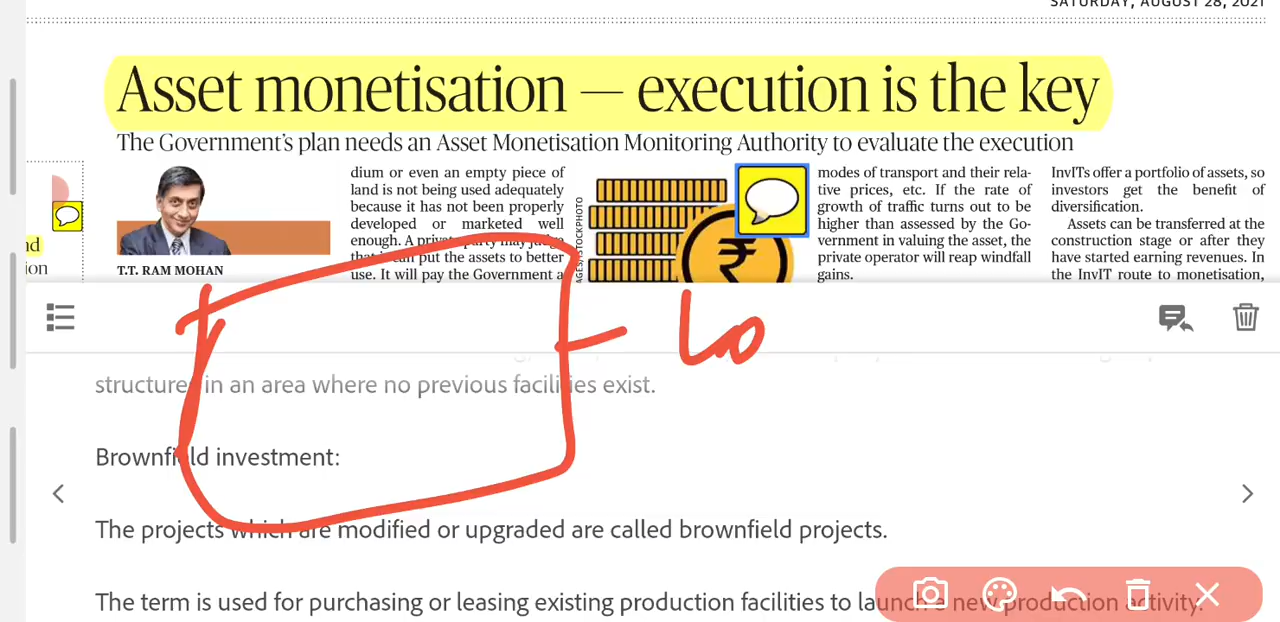 SATURDAY, AUGUST 28, 2021
Asset monetisation — execution is the key
The Government's plan needs an Asset Monetisation Monitoring Authority to evaluate the execution
T.T. RAM MOHAN
dium or even an empty piece of
land is not being used adequately
because it has not been properly
developed or marketed well
enough. A private party may judge
that it can put the assets to better
use. It will pay the Government a
modes of transport and their rela-
tive prices, etc. If the rate of
growth of traffic turns out to be
higher than assessed by the Go-
vernment in valuing the asset, the
private operator will reap windfall
gains.
InvITs offer a portfolio of assets, so
investors get the benefit of
diversification.
Assets can be transferred at the
construction stage or after they
have started earning revenues. In
the InvIT route to monetisation,
structures in an area where no previous facilities exist.
Brownfield investment:
The projects which are modified or upgraded are called brownfield projects.
The term is used for purchasing or leasing existing production facilities to launch a new production activity.